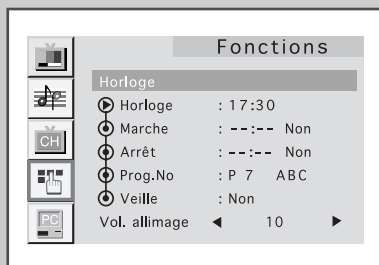 Fonctions
Horloge
Horloge : 17:30
Marche : --:-- Non
Arrêt : --:-- Non
Prog.No : P 7 ABC
Veille : Non
Vol. allimage ◀ 10 ▶
CH
PC